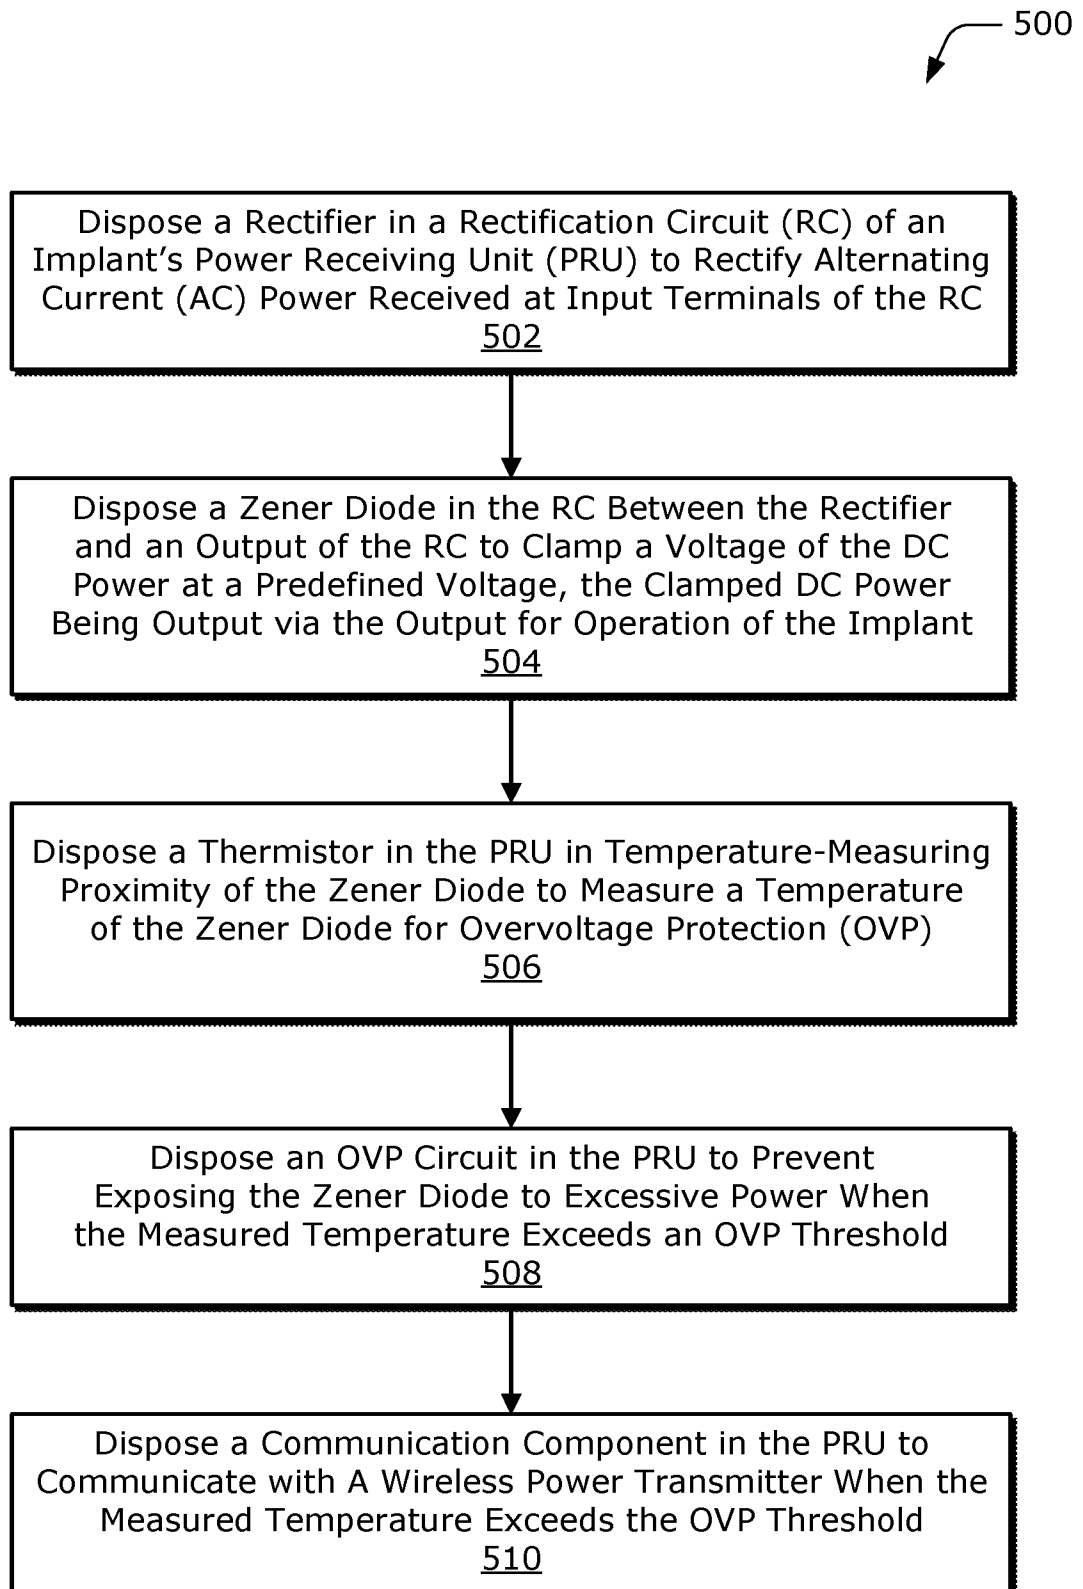 500
Dispose a Rectifier in a Rectification Circuit (RC) of an
Implant’s Power Receiving Unit (PRU) to Rectify Alternating
Current (AC) Power Received at Input Terminals of the RC
502
Dispose a Zener Diode in the RC Between the Rectifier
and an Output of the RC to Clamp a Voltage of the DC
Power at a Predefined Voltage, the Clamped DC Power
Being Output via the Output for Operation of the Implant
504
Dispose a Thermistor in the PRU in Temperature-Measuring
Proximity of the Zener Diode to Measure a Temperature
of the Zener Diode for Overvoltage Protection (OVP)
506
Dispose an OVP Circuit in the PRU to Prevent
Exposing the Zener Diode to Excessive Power When
the Measured Temperature Exceeds an OVP Threshold
508
Dispose a Communication Component in the PRU to
Communicate with A Wireless Power Transmitter When the
Measured Temperature Exceeds the OVP Threshold
510